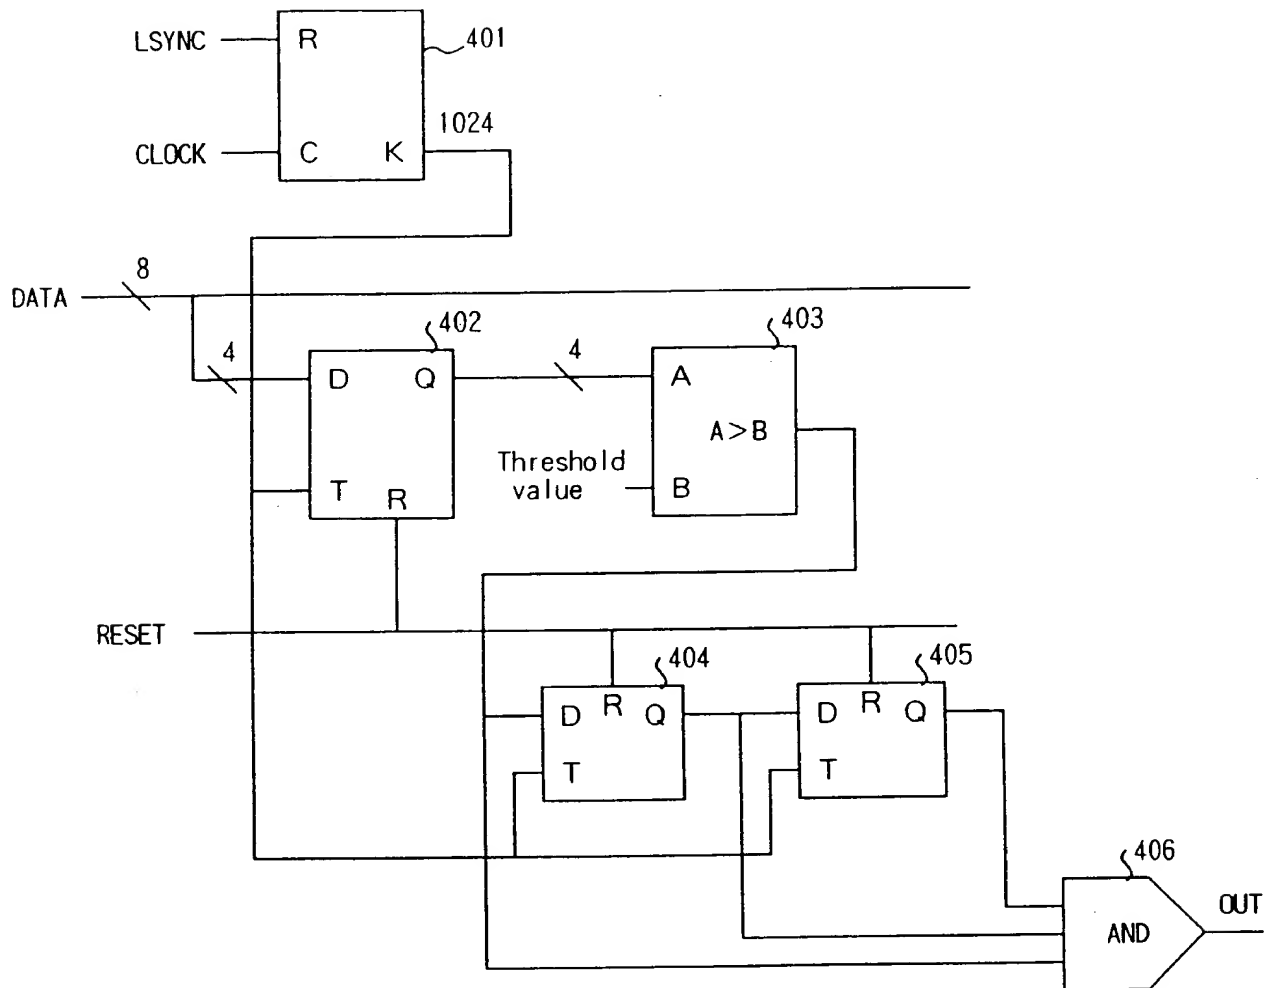 LSYNC R 401
1024
CLOCK C K
8
DATA
402 403
4 4
D Q A
A>B
Threshold
value B
T R
RESET
404 405
D R Q D R Q
T T
406
OUT
AND